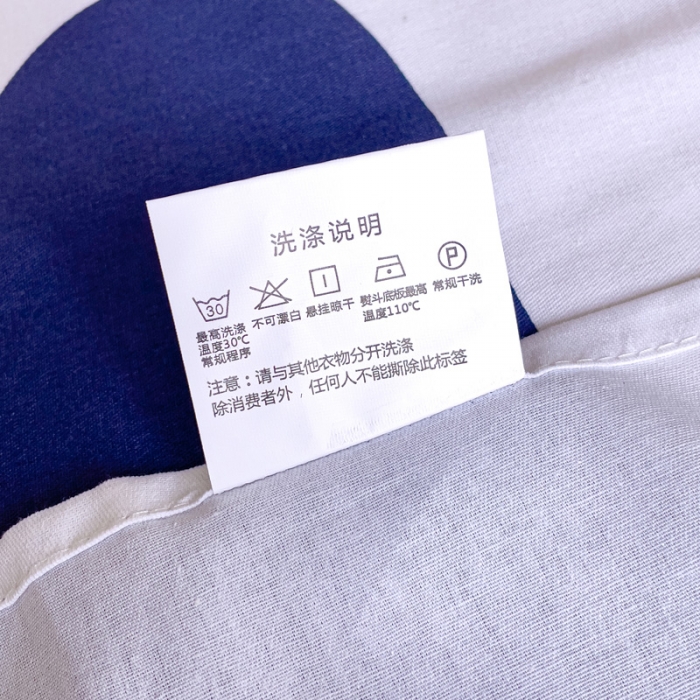 洗涤说明
30
P
最高洗涤
温度30℃
常规程序
不可漂白
悬挂晾干
熨斗底板最高
温度110℃
常规干洗
注意：请与其他衣物分开洗涤
除消费者外，任何人不能撕除此标签